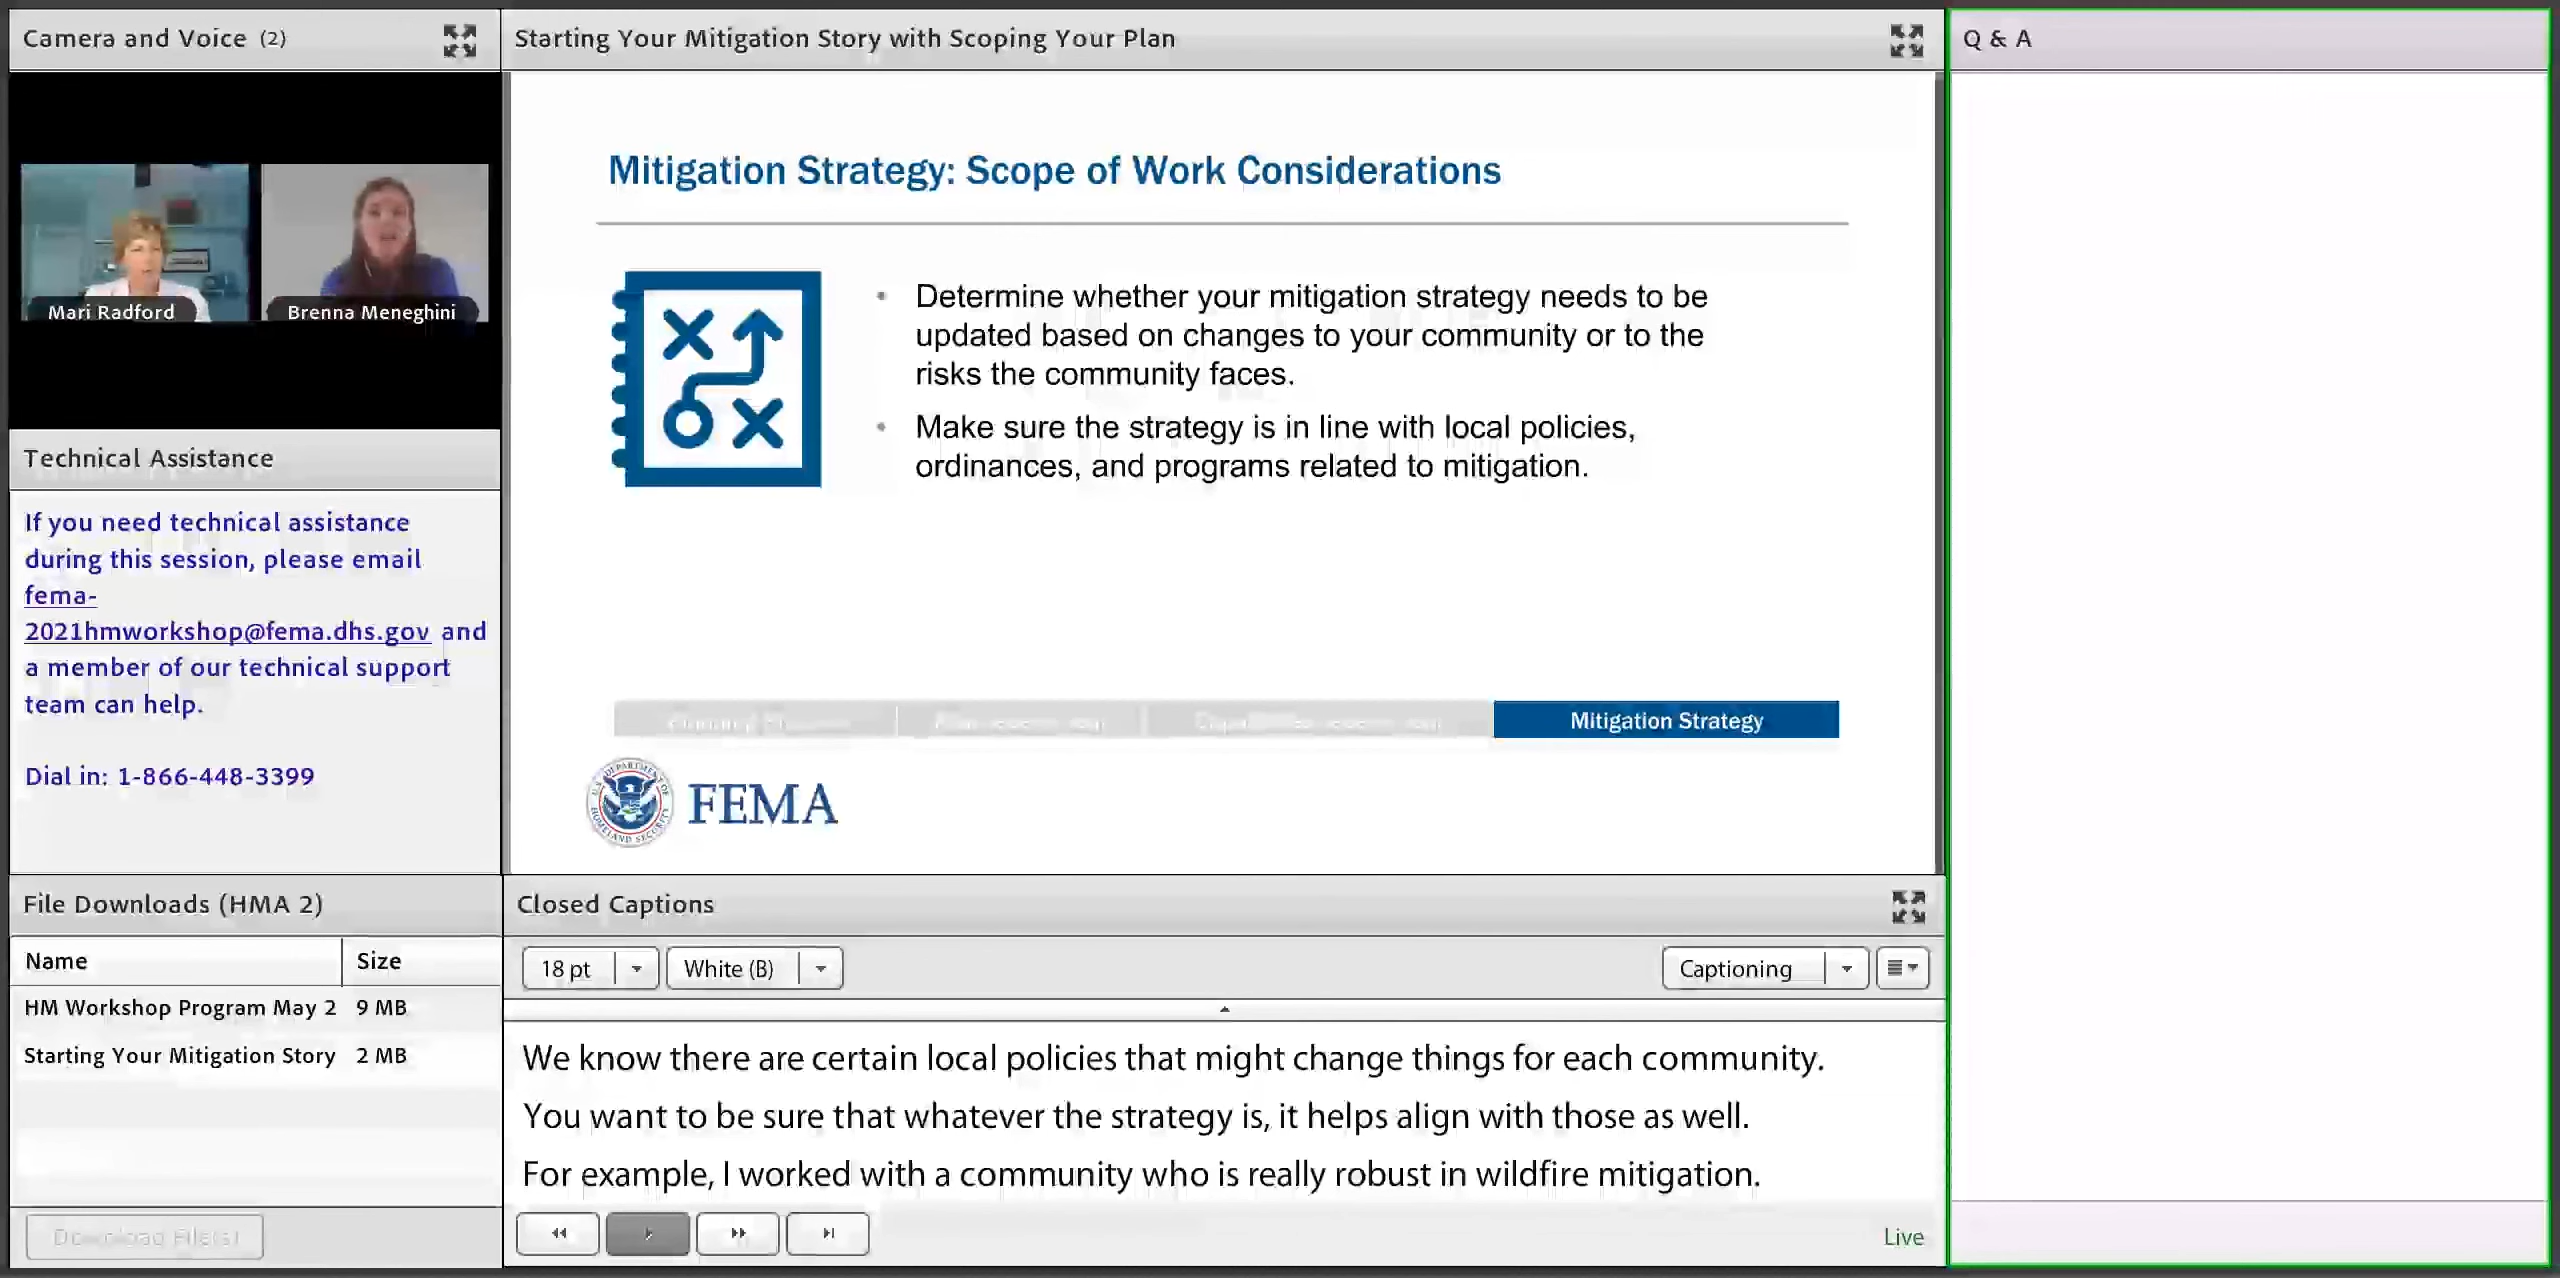 Camera and Voice (2)
Mari Radford
Brenna Meneghini
Technical Assistance
If you need technical assistance
during this session, please email
fema-
2021hmworkshop@fema.dhs.gov and
a member of our technical support
team can help.
Dial in: 1-866-448-3399
File Downloads (HMA 2)
Name Size
HM Workshop Program May 2 9 MB
Starting Your Mitigation Story 2 MB
Download File(s)
Starting Your Mitigation Story with Scoping Your Plan
Mitigation Strategy: Scope of Work Considerations
• Determine whether your mitigation strategy needs to be
updated based on changes to your community or to the
risks the community faces.
• Make sure the strategy is in line with local policies,
ordinances, and programs related to mitigation.
Mitigation Strategy
U.S. DEPARTMENT OF HOMELAND SECURITY
FEMA
Closed Captions
18 pt White (B) Captioning
We know there are certain local policies that might change things for each community.
You want to be sure that whatever the strategy is, it helps align with those as well.
For example, I worked with a community who is really robust in wildfire mitigation.
Live
Q & A